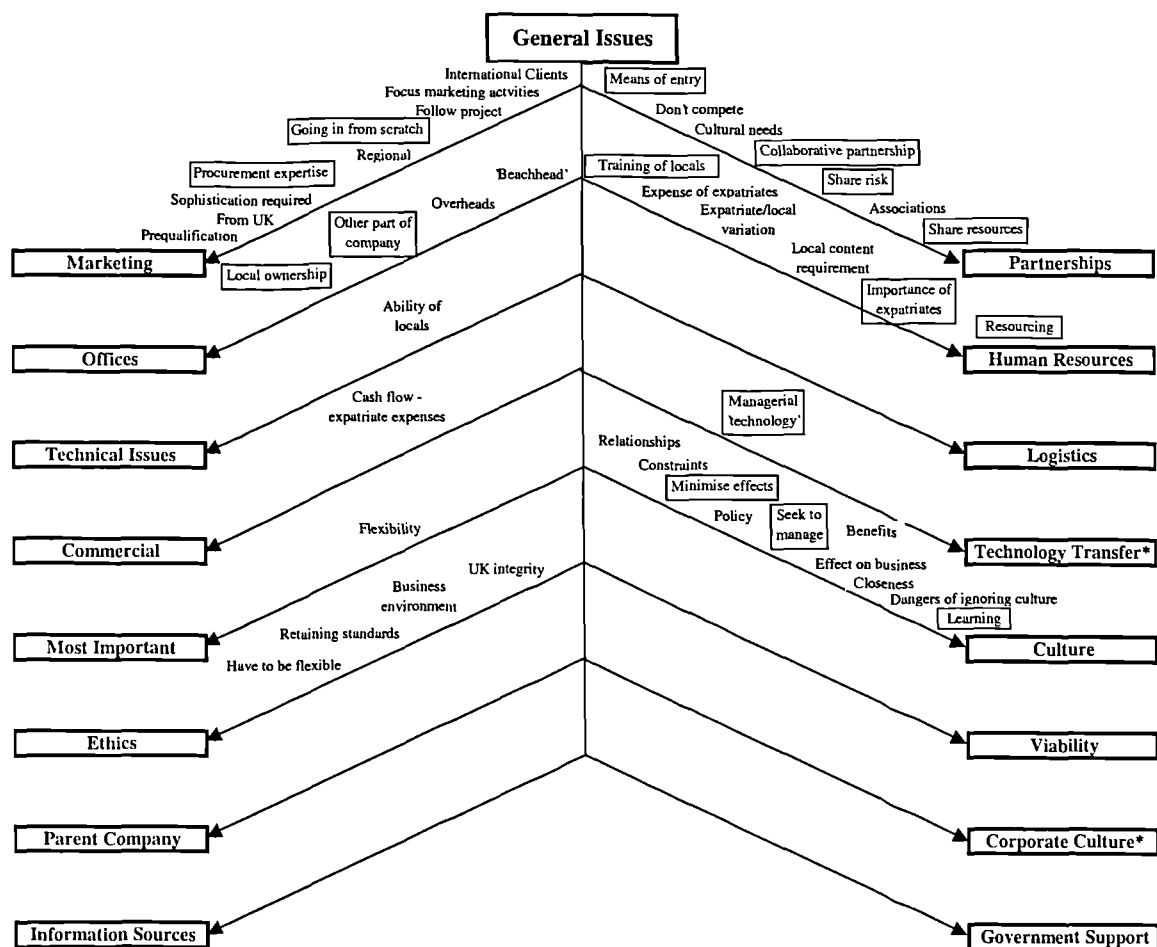 General Issues
International Clients
Means of entry
Focus marketing actvities
Follow project
Don't compete
Going in from scratch
Cultural needs
Regional
Collaborative partnership
Procurement expertise
'Beachhead'
Training of locals
Share risk
Sophistication required
Overheads
Expense of expatriates
From UK
Expatriate/local
variation
Associations
Prequalification
Other part of
company
Share resources
Marketing
Local ownership
Local content
requirement
Partnerships
Importance of
expatriates
Ability of
locals
Resourcing
Offices
Human Resources
Cash flow -
expatriate expenses
Managerial
'technology'
Technical Issues
Relationships
Logistics
Constraints
Minimise effects
Flexibility
Policy
Seek to
manage
Benefits
Commercial
Technology Transfer*
UK integrity
Effect on business
Business
environment
Closeness
Dangers of ignoring culture
Retaining standards
Learning
Most Important
Culture
Have to be flexible
Ethics
Viability
Parent Company
Corporate Culture*
Information Sources
Government Support